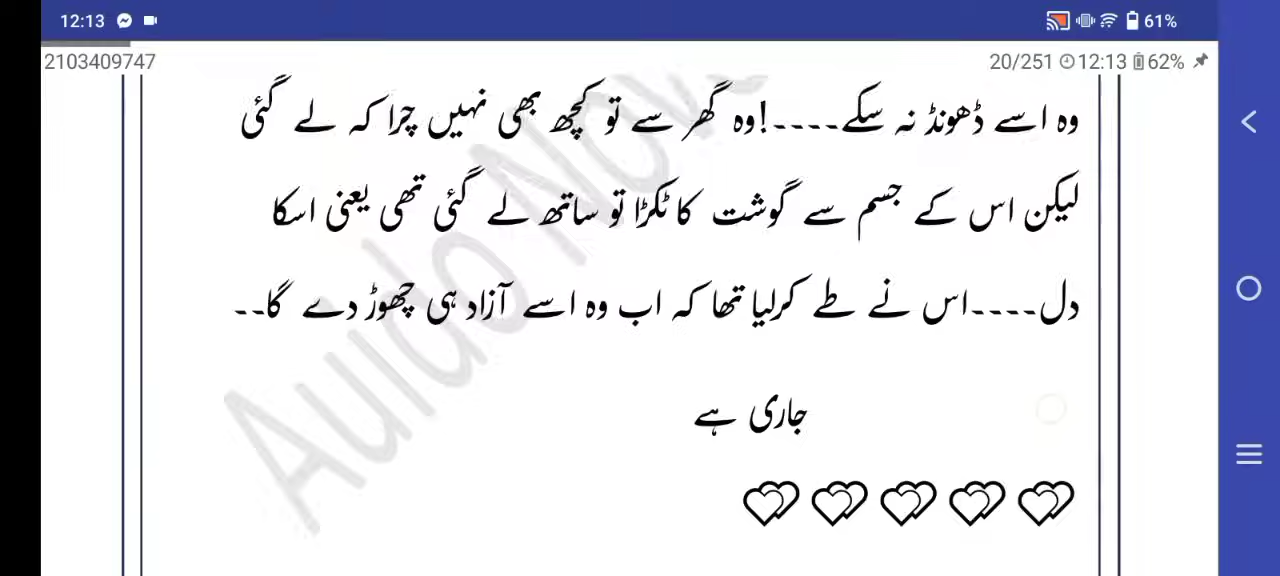 12:13 61%
2103409747 20/251 12:13 62%
وہ اسے ڈھونڈ نہ سکے۔۔۔۔!وہ گھر سے تو کچھ بھی نہیں چرا کہ لے گئی
لیکن اس کے جسم سے گوشت کا ٹکڑا تو ساتھ لے گئی تھی یعنی اسکا
دل۔۔۔۔اس نے طے کرلیا تھا کہ اب وہ اسے آزاد ہی چھوڑ دے گا۔۔
جاری ہے